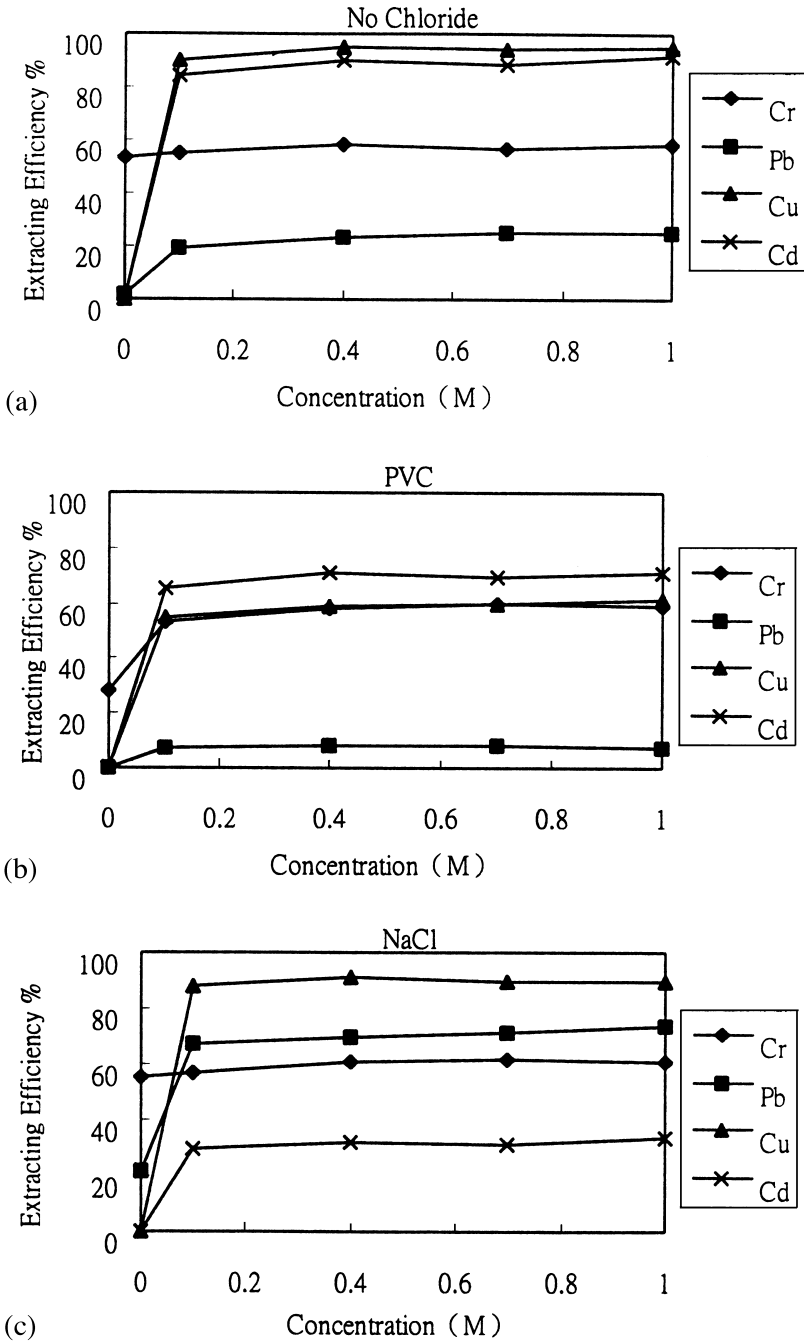 No Chloride
Extracting Efficiency %
100
80
60
40
20
0
0 0.2 0.4 0.6 0.8 1
Concentration（M）
Cr
Pb
Cu
Cd
(a)
PVC
Extracting Efficiency %
100
80
60
40
20
0
0 0.2 0.4 0.6 0.8 1
Concentration（M）
Cr
Pb
Cu
Cd
(b)
NaCl
Extracting Efficiency %
100
80
60
40
20
0
0 0.2 0.4 0.6 0.8 1
Concentration（M）
Cr
Pb
Cu
Cd
(c)